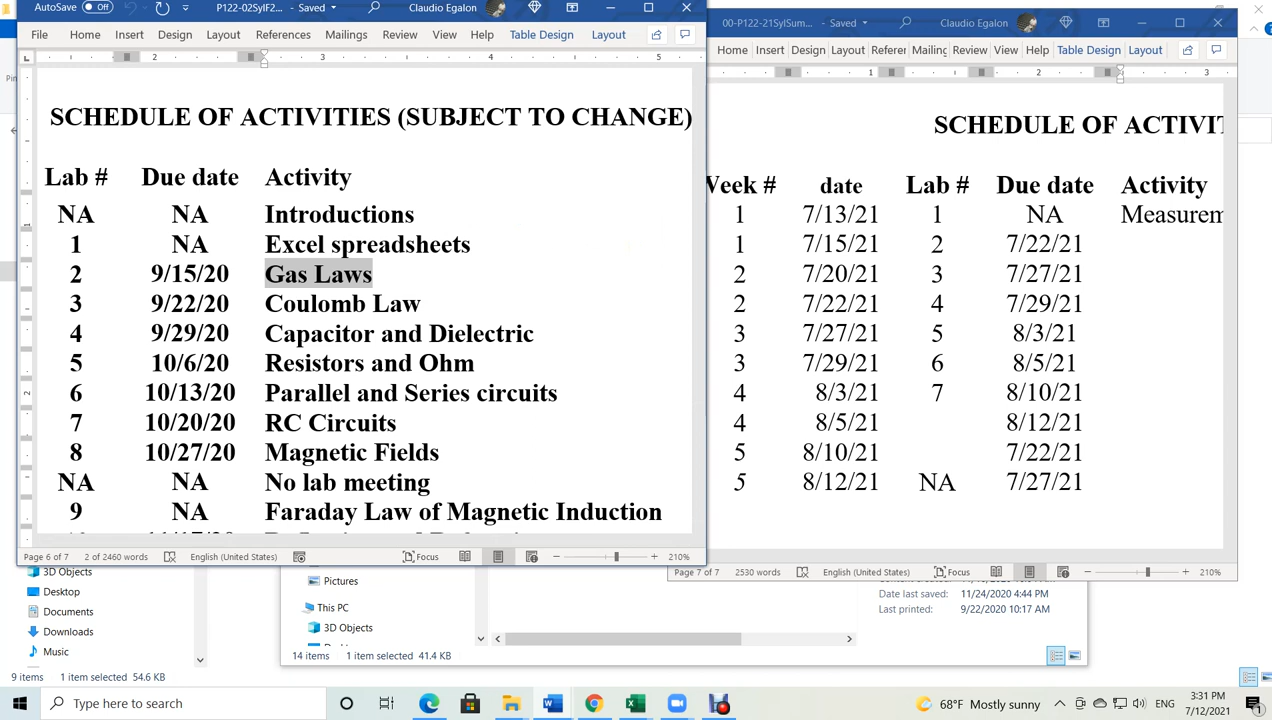 AutoSave Off P122-02SylF2... - Saved Claudio Egalon
File Home Insert Design Layout References Mailings Review View Help Table Design Layout
2 3 4 5
SCHEDULE OF ACTIVITIES (SUBJECT TO CHANGE)
Lab # Due date Activity
NA NA Introductions
1 NA Excel spreadsheets
2 9/15/20 Gas Laws
3 9/22/20 Coulomb Law
4 9/29/20 Capacitor and Dielectric
5 10/6/20 Resistors and Ohm
6 10/13/20 Parallel and Series circuits
7 10/20/20 RC Circuits
8 10/27/20 Magnetic Fields
NA NA No lab meeting
9 NA Faraday Law of Magnetic Induction
Page 6 of 7 2 of 2460 words English (United States) Focus 210%
00-P122-21SylSum... - Saved Claudio Egalon
Home Insert Design Layout Referer Mailing Review View Help Table Design Layout
1 2 3
SCHEDULE OF ACTIVIT
Week # date Lab # Due date Activity
1 7/13/21 1 NA Measurem
1 7/15/21 2 7/22/21
2 7/20/21 3 7/27/21
2 7/22/21 4 7/29/21
3 7/27/21 5 8/3/21
3 7/29/21 6 8/5/21
4 8/3/21 7 8/10/21
4 8/5/21 8/12/21
5 8/10/21 7/22/21
5 8/12/21 NA 7/27/21
Page 7 of 7 2530 words English (United States) Focus 210%
3D Objects
Desktop
Documents
Downloads
Music
9 items 1 item selected 54.6 KB
Pictures
This PC
3D Objects
14 items 1 item selected 41.4 KB
Date last saved: 11/24/2020 4:44 PM
Last printed: 9/22/2020 10:17 AM
Type here to search
68°F Mostly sunny ENG
3:31 PM
7/12/2021